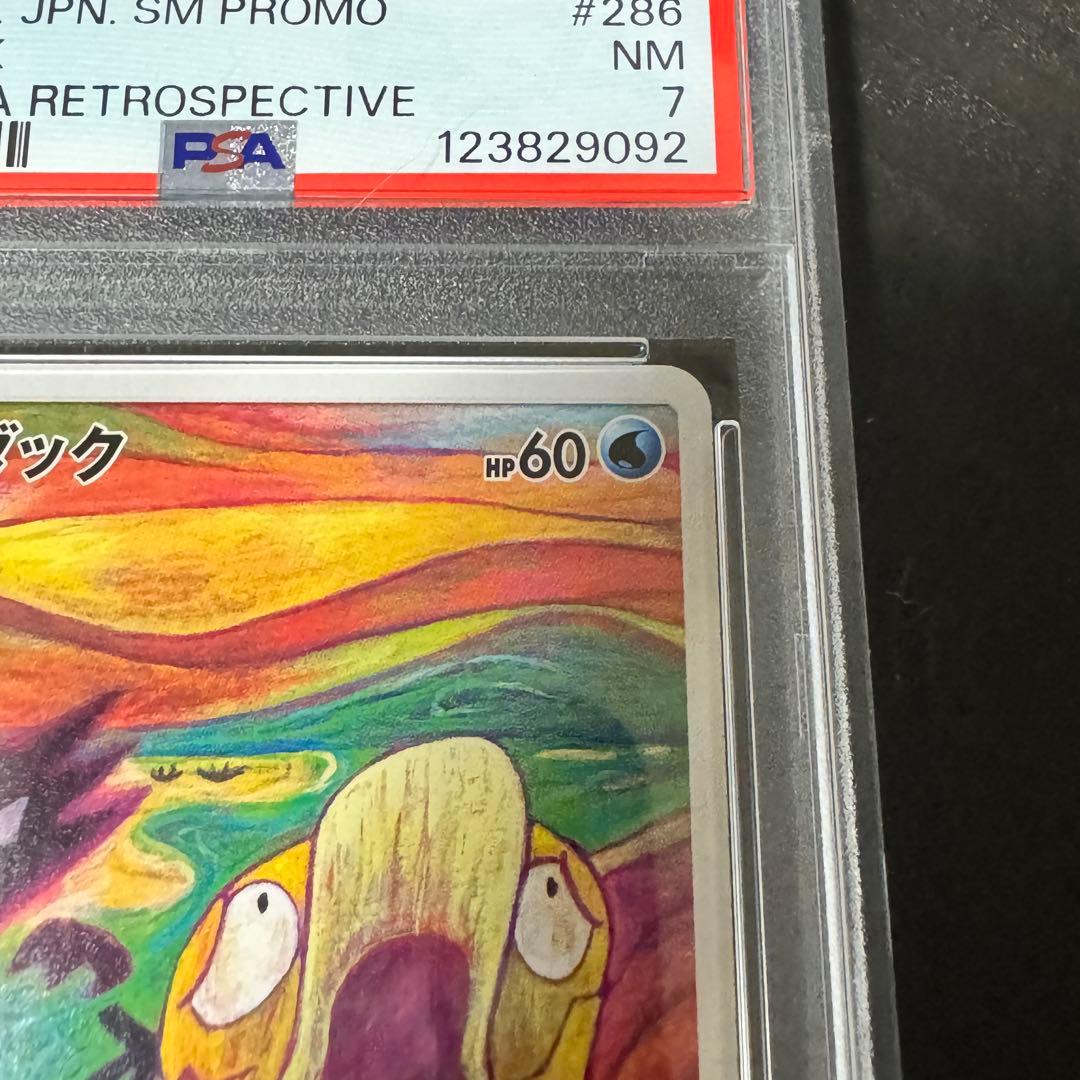 JPN. SM PROMO #286
NM
A RETROSPECTIVE 7
PSA 123829092
ダック HP60